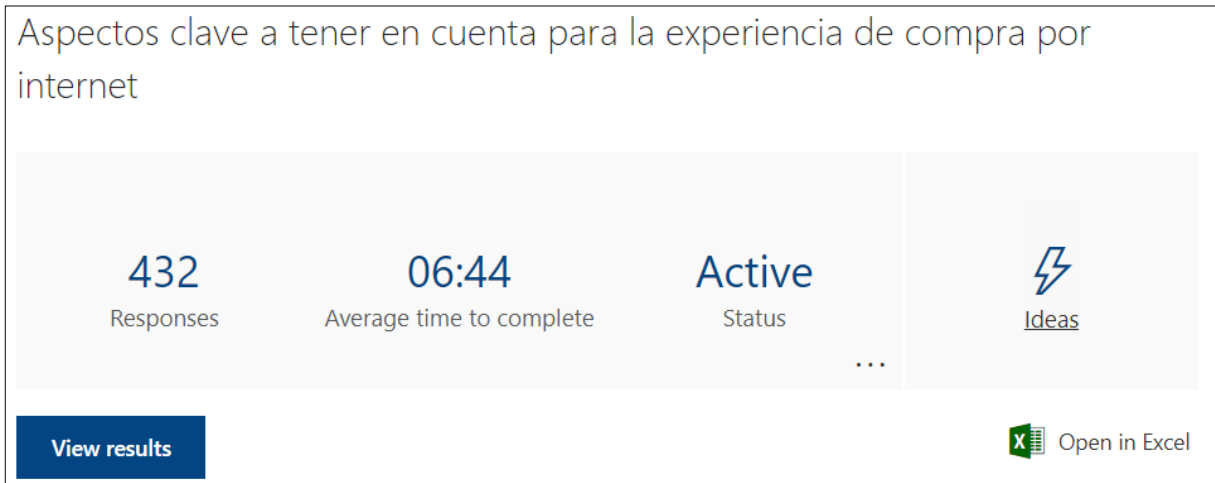 Aspectos clave a tener en cuenta para la experiencia de compra por
internet
432
Responses
06:44
Average time to complete
Active
Status
...
Ideas
View results
Open in Excel